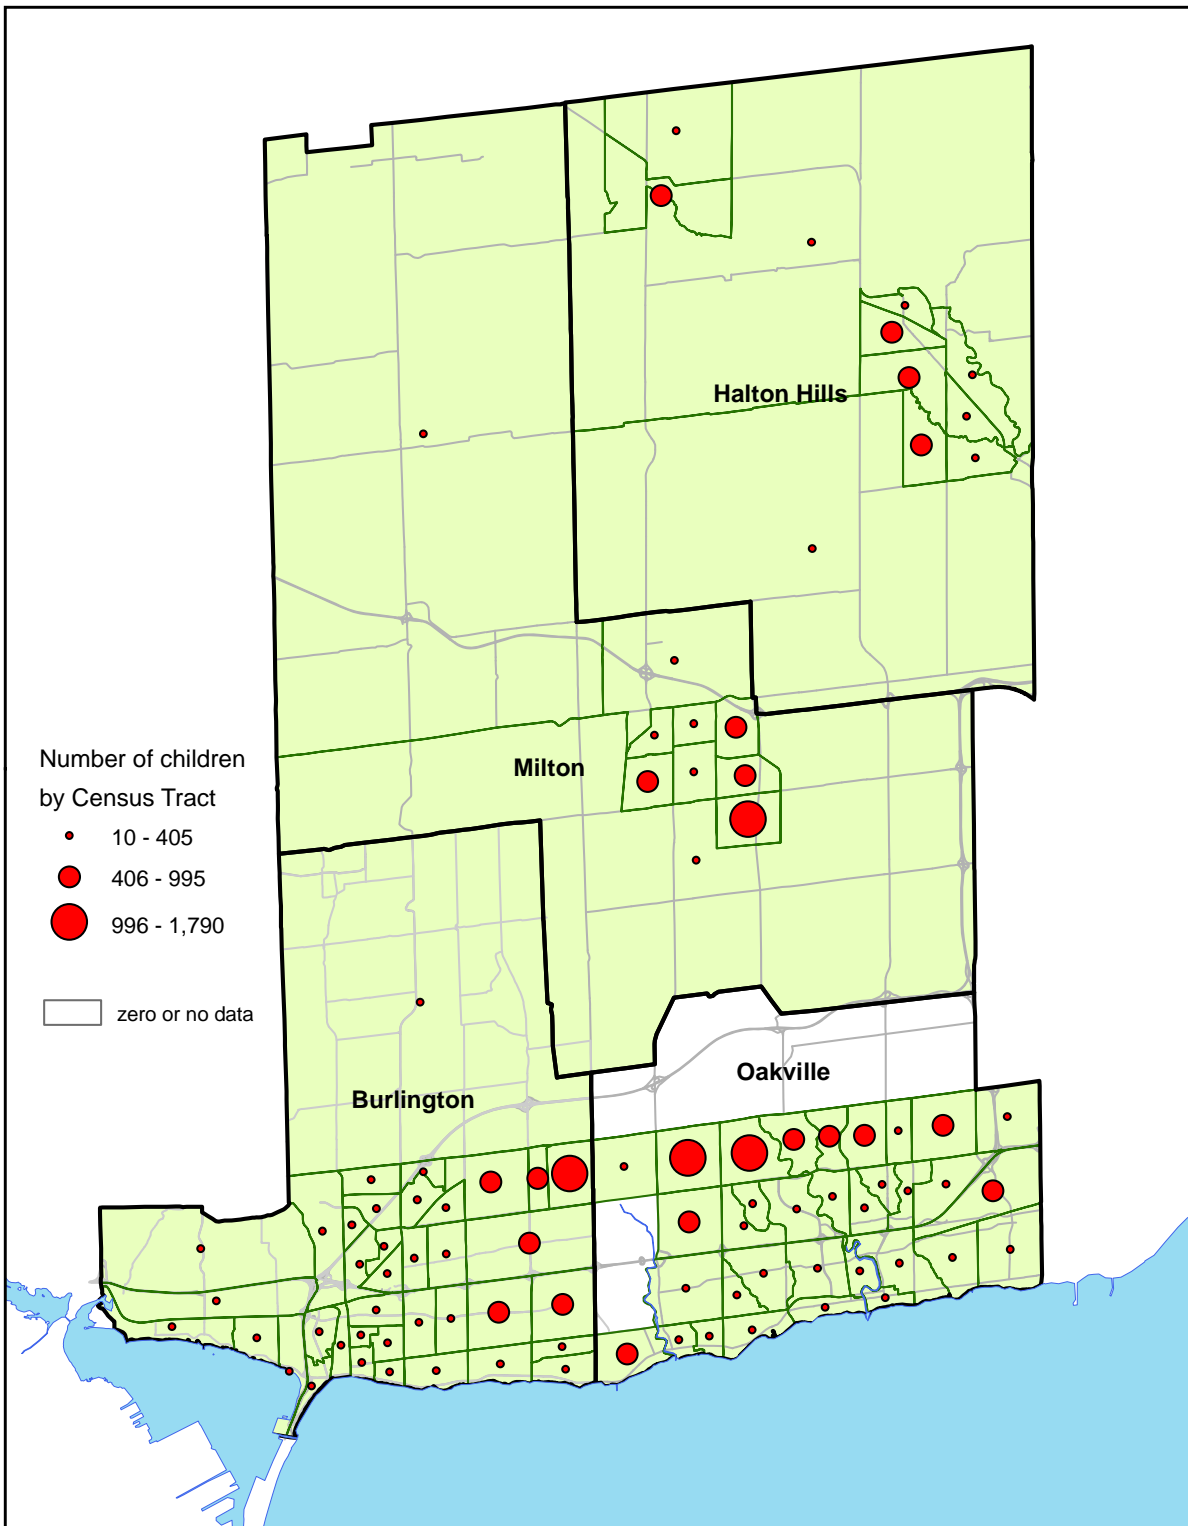 Halton Hills
Milton
Number of children
by Census Tract
10 - 405
406 - 995
996 - 1,790
zero or no data
Oakville
Burlington